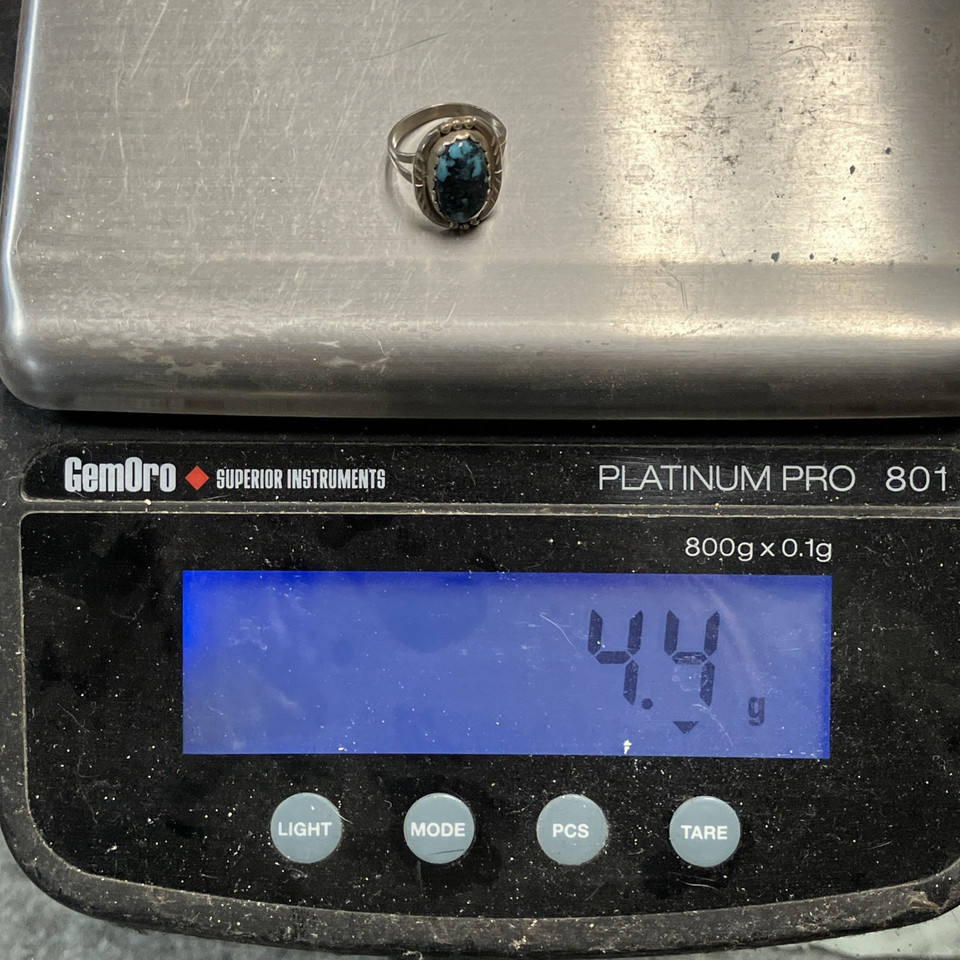 GemOro SUPERIOR INSTRUMENTS PLATINUM PRO 801
800g x 0.1g
4.4 g
LIGHT MODE PCS TARE